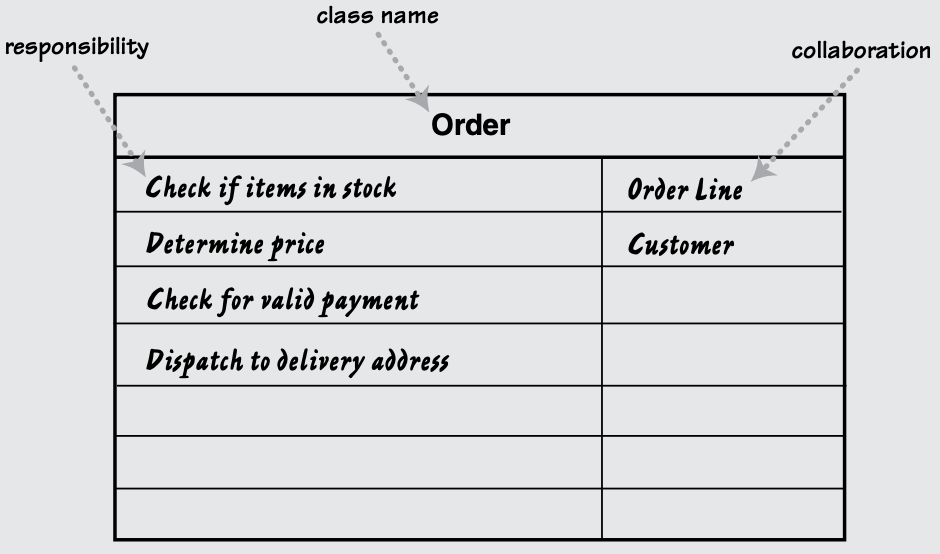 class name
responsibility
collaboration
Order
Check if items in stock
Order Line
Determine price
Customer
Check for valid payment
Dispatch to delivery address